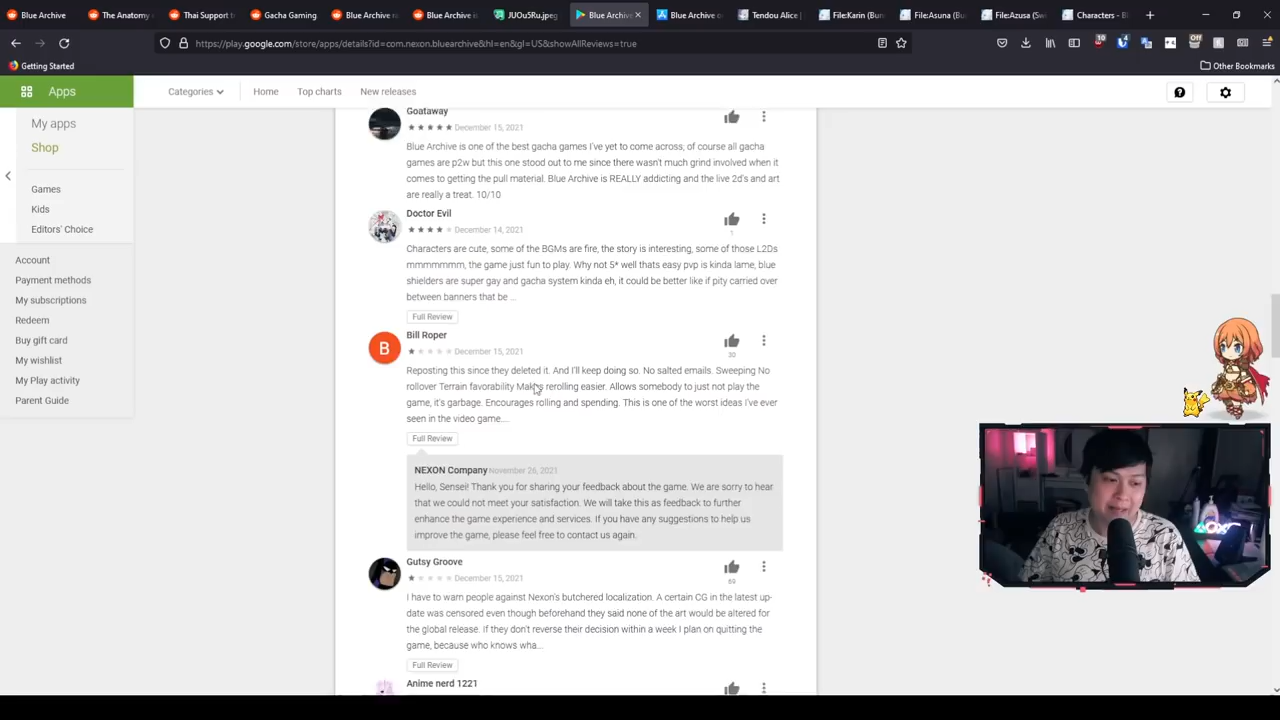 Blue Archive
The Anatomy
Thai Support t
Gacha Gaming
Blue Archive ra
Blue Archive is
JUOu5Ru.jpeg
Blue Archive
Blue Archive o
Tendou Alice |
File:Karin (Bun
File:Asuna (Bu
File:Azusa (Sw
Characters - Bl
https://play.google.com/store/apps/details?id=com.nexon.bluearchive&hl=en&gl=US&showAllReviews=true
10
Off
Getting Started
Other Bookmarks
Apps
Categories
Home
Top charts
New releases
My apps
Shop
Games
Kids
Editors' Choice
Account
Payment methods
My subscriptions
Redeem
Buy gift card
My wishlist
My Play activity
Parent Guide
Goataway
December 15, 2021
Blue Archive is one of the best gacha games I've yet to come across, of course all gacha
games are p2w but this one stood out to me since there wasn't much grind involved when it
comes to getting the pull material. Blue Archive is REALLY addicting and the live 2d's and art
are really a treat. 10/10
Doctor Evil
December 14, 2021
1
Characters are cute, some of the BGMs are fire, the story is interesting, some of those L2Ds
mmmmmmm, the game just fun to play. Why not 5* well thats easy pvp is kinda lame, blue
shielders are super gay and gacha system kinda eh, it could be better like if pity carried over
between banners that be ...
Full Review
B
Bill Roper
December 15, 2021
30
Reposting this since they deleted it. And I'll keep doing so. No salted emails. Sweeping No
rollover Terrain favorability Makes rerolling easier. Allows somebody to just not play the
game, it's garbage. Encourages rolling and spending. This is one of the worst ideas I've ever
seen in the video game....
Full Review
NEXON Company November 26, 2021
Hello, Sensei! Thank you for sharing your feedback about the game. We are sorry to hear
that we could not meet your satisfaction. We will take this as feedback to further
enhance the game experience and services. If you have any suggestions to help us
improve the game, please feel free to contact us again.
Gutsy Groove
December 15, 2021
69
I have to warn people against Nexon's butchered localization. A certain CG in the latest up-
date was censored even though beforehand they said none of the art would be altered for
the global release. If they don't reverse their decision within a week I plan on quitting the
game, because who knows wha...
Full Review
Anime nerd 1221